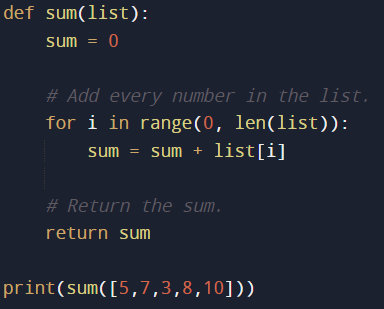 def sum(list):
    sum = 0

    # Add every number in the list.
    for i in range(0, len(list)):
        sum = sum + list[i]

    # Return the sum.
    return sum

print(sum([5,7,3,8,10]))